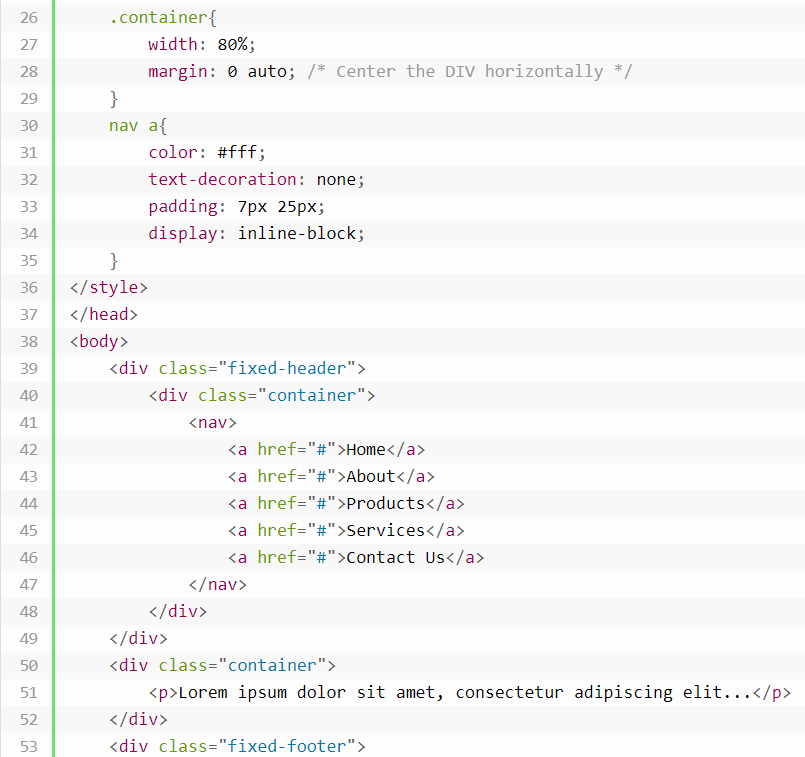 26     .container{
27         width: 80%;
28         margin: 0 auto; /* Center the DIV horizontally */
29     }
30     nav a{
31         color: #fff;
32         text-decoration: none;
33         padding: 7px 25px;
34         display: inline-block;
35     }
36 </style>
37 </head>
38 <body>
39     <div class="fixed-header">
40         <div class="container">
41             <nav>
42                 <a href="#">Home</a>
43                 <a href="#">About</a>
44                 <a href="#">Products</a>
45                 <a href="#">Services</a>
46                 <a href="#">Contact Us</a>
47             </nav>
48         </div>
49     </div>
50     <div class="container">
51         <p>Lorem ipsum dolor sit amet, consectetur adipiscing elit...</p>
52     </div>
53     <div class="fixed-footer">